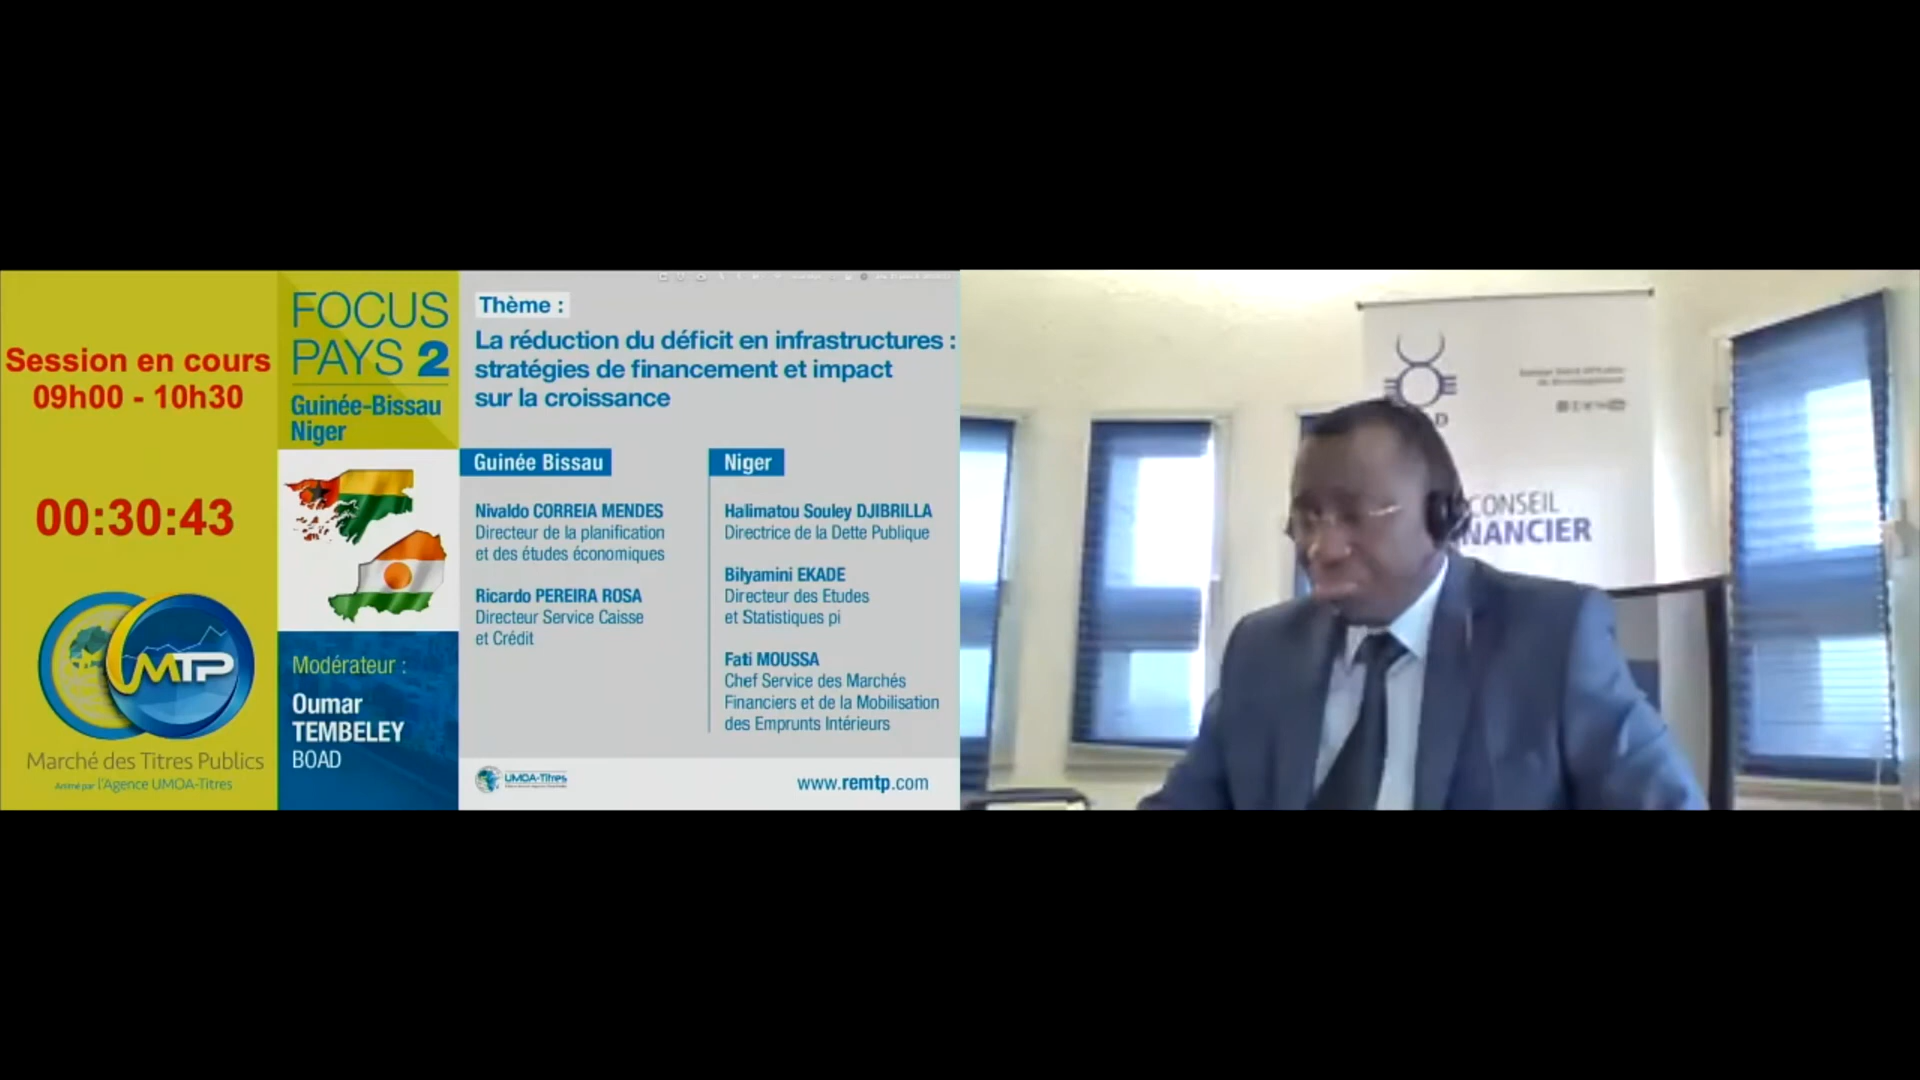 Session en cours
09h00 - 10h30
00:30:43
MTP
Marché des Titres Publics
Animé par l'Agence UMOA-Titres
FOCUS
PAYS 2
Guinée-Bissau
Niger
Modérateur :
Oumar
TEMBELEY
BOAD
Thème :
La réduction du déficit en infrastructures :
stratégies de financement et impact
sur la croissance
Guinée Bissau
Nivaldo CORREIA MENDES
Directeur de la planification
et des études économiques
Ricardo PEREIRA ROSA
Directeur Service Caisse
et Crédit
Niger
Halimatou Souley DJIBRILLA
Directrice de la Dette Publique
Bilyamini EKADE
Directeur des Etudes
et Statistiques pi
Fati MOUSSA
Chef Service des Marchés
Financiers et de la Mobilisation
des Emprunts Intérieurs
UMOA-Titres
www.remtp.com
D
CONSEIL
NANCIER